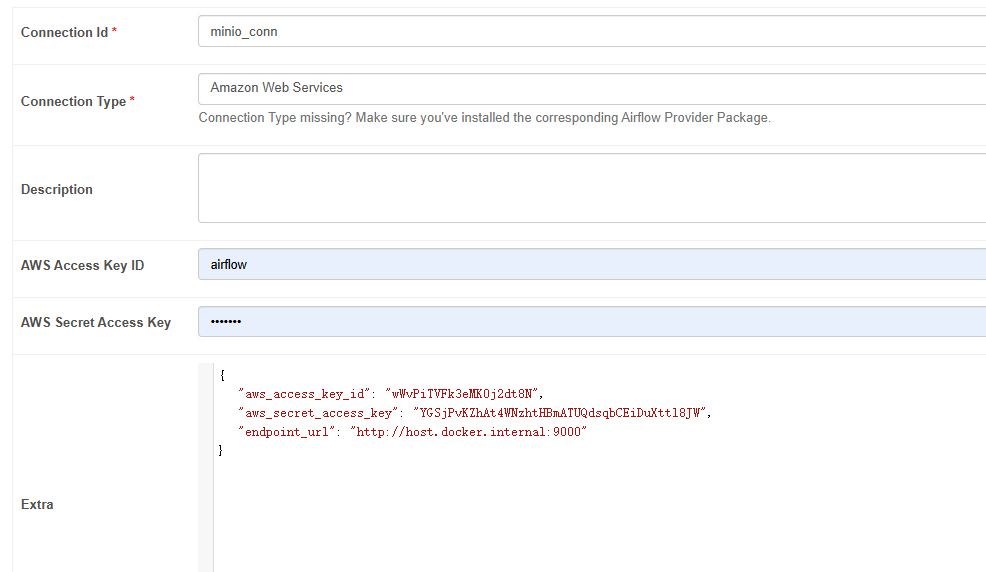 Connection Id *
minio_conn
Connection Type *
Amazon Web Services
Connection Type missing? Make sure you've installed the corresponding Airflow Provider Package.
Description
AWS Access Key ID
airflow
AWS Secret Access Key
•••••••
Extra
{
"aws_access_key_id": "wWvPiTVFk3eMKOj2dt8N",
"aws_secret_access_key": "YGSjPvKZhAt4WNzhtHBmATUQdsqbCEiDuXttl8JW",
"endpoint_url": "http://host.docker.internal:9000"
}